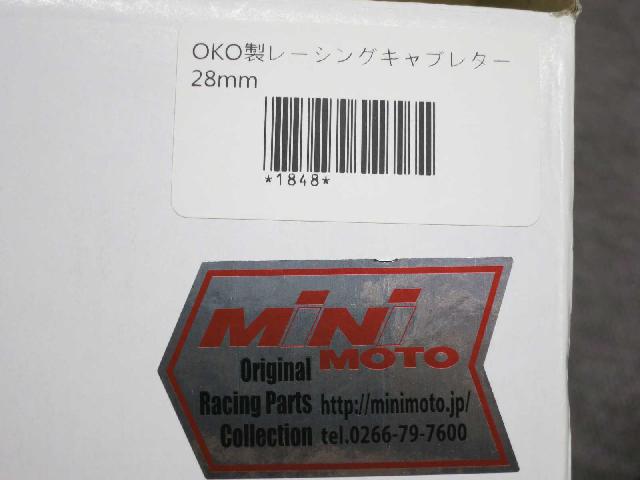 OKO製レーシングキャブレター
28mm
*1848*
MiNi
MOTO
Original
Racing Parts http://minimoto.jp/
Collection tel.0266-79-7600